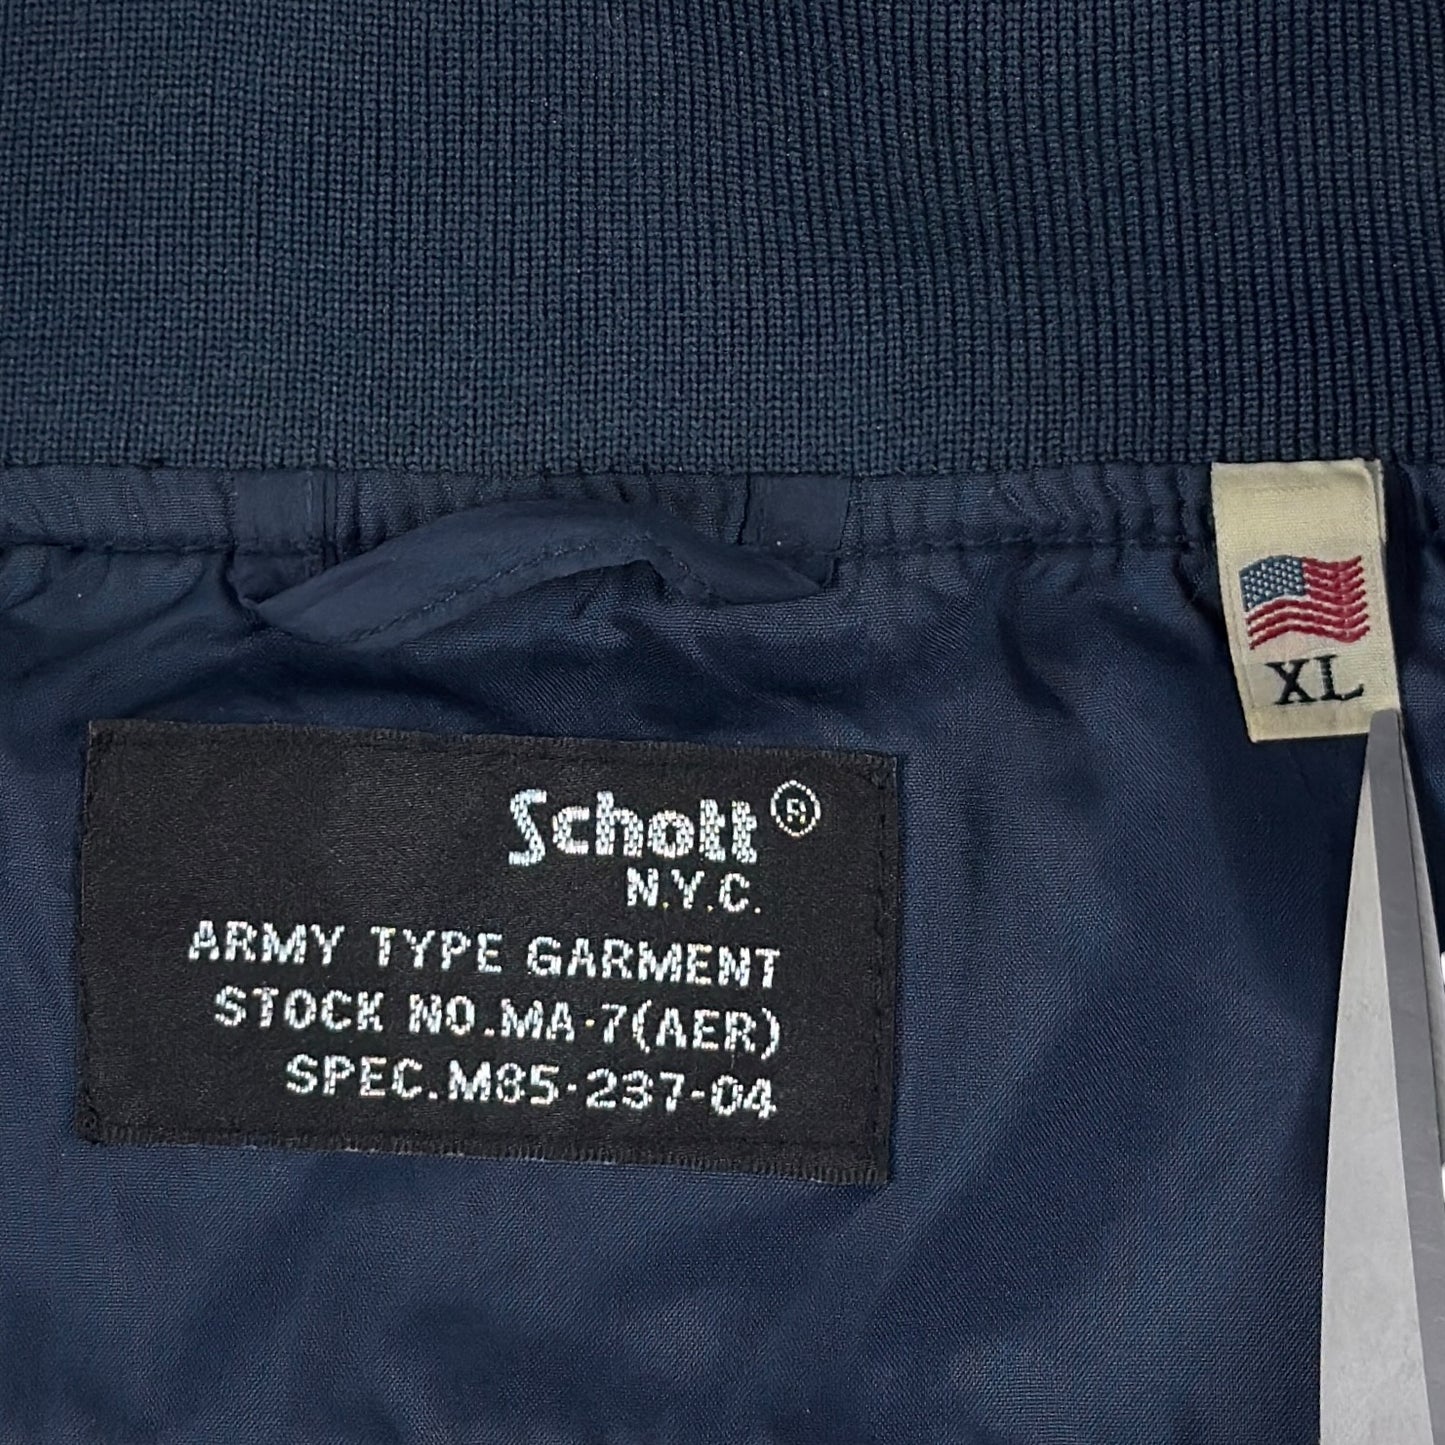 Schott®
N.Y.C.
ARMY TYPE GARMENT
STOCK NO.MA-7(AER)
SPEC.M85-237-04
XL